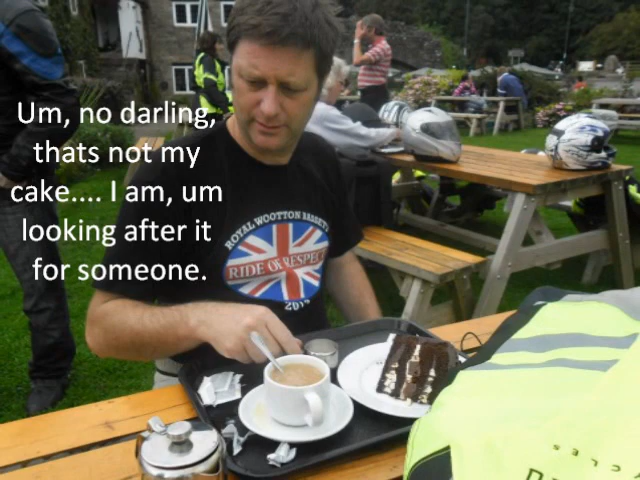 Um, no darling,
thats not my
cake.... I am, um
looking after it
for someone.
ROYAL WOOTTON BASSETT
RIDE OF RESPECT